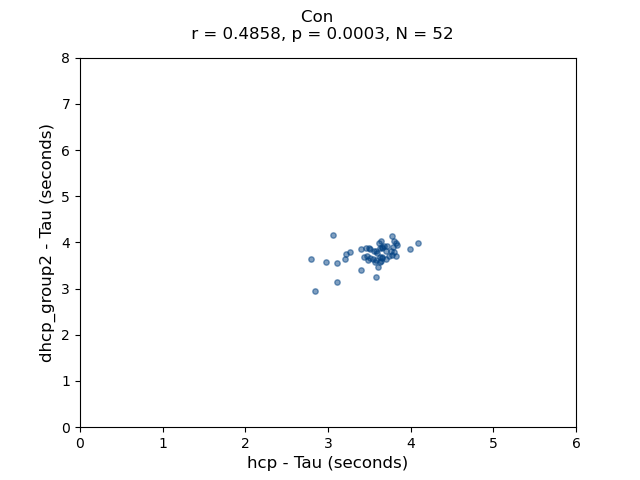 Con
r = 0.4858, p = 0.0003, N = 52
8
7
6
5
4
3
2
1
0
dhcp_group2 - Tau (seconds)
0 1 2 3 4 5 6
hcp - Tau (seconds)